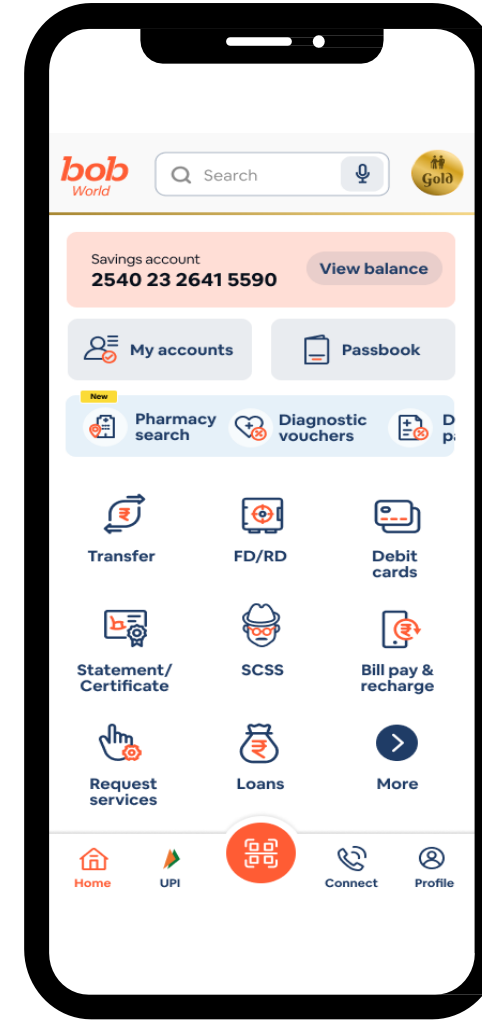 bob
World
Search
Gold
Savings account
2540 23 2641 5590
View balance
My accounts
Passbook
New
Pharmacy
search
Diagnostic
vouchers
D
p
Transfer
FD/RD
Debit
cards
Statement/
Certificate
SCSS
Bill pay &
recharge
Request
services
Loans
More
Home
UPI
Connect
Profile